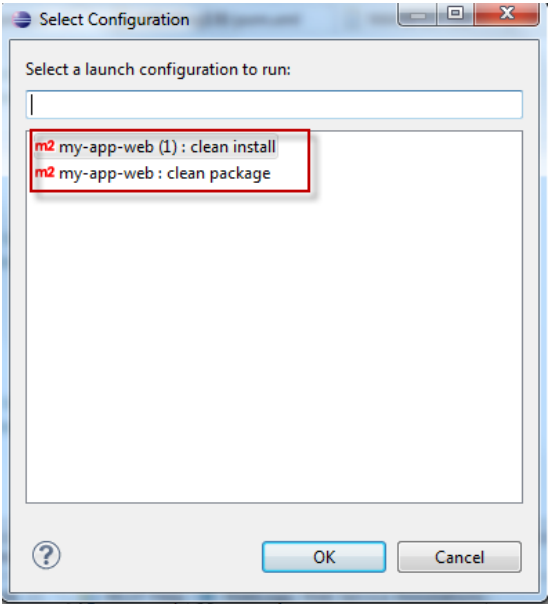 Select Configuration
Select a launch configuration to run:
m2 my-app-web (1) : clean install
m2 my-app-web : clean package
?
OK
Cancel